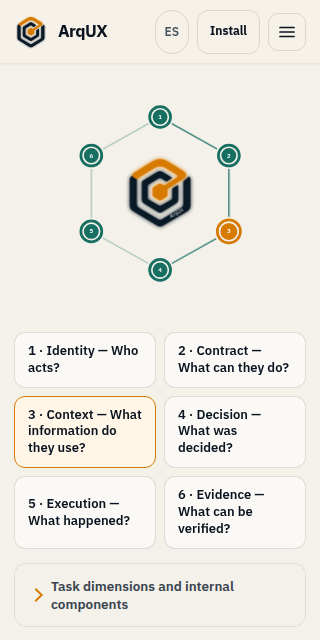 ArqUX
ES
Install
1
2
3
4
5
6
1 · Identity — Who
acts?
2 · Contract —
What can they do?
3 · Context — What
information do
they use?
4 · Decision —
What was
decided?
5 · Execution —
What happened?
6 · Evidence —
What can be
verified?
Task dimensions and internal
components